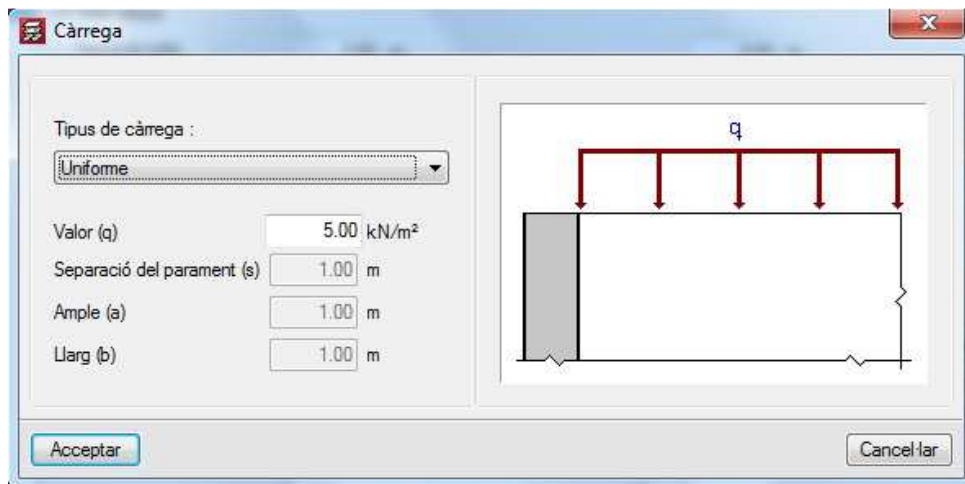 Càrrega
Tipus de càrrega :
Uniforme
Valor (q) 5.00 kN/m²
Separació del parament (s) 1.00 m
Ample (a) 1.00 m
Llarg (b) 1.00 m
q
Acceptar
Cancel·lar